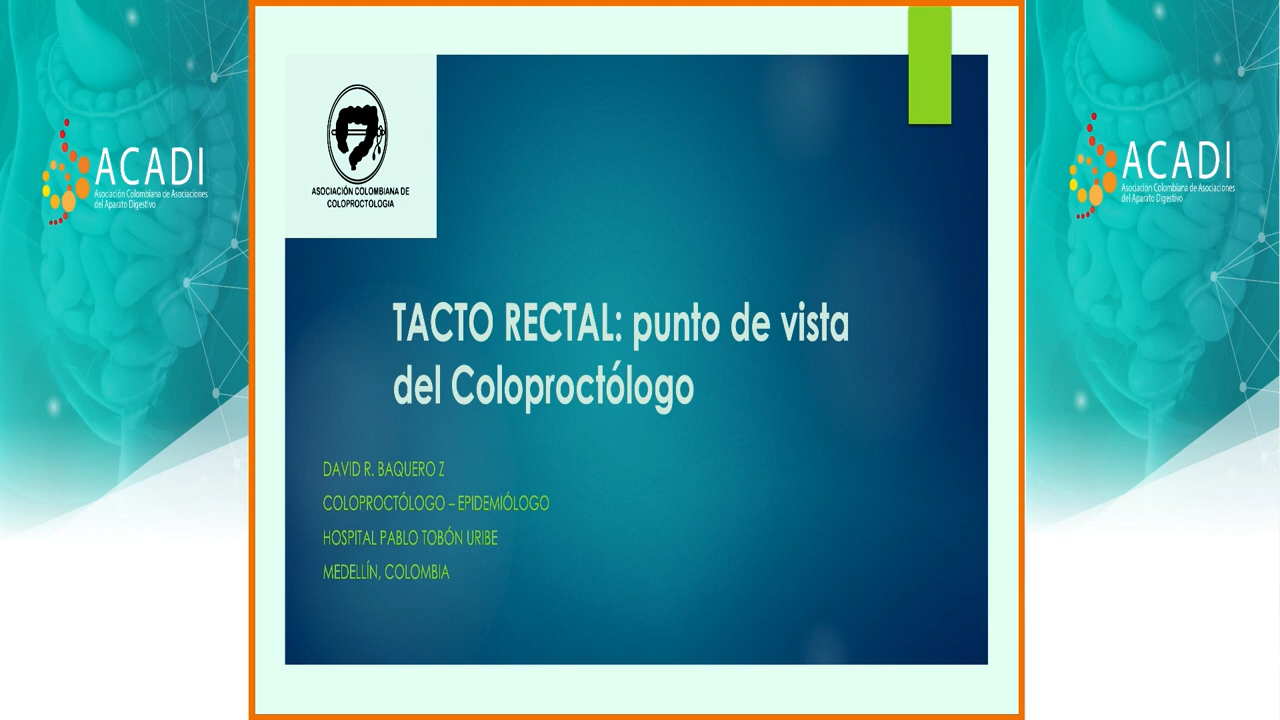 ACADI
Asociación Colombiana de Asociaciones
del Aparato Digestivo
ASOCIACIÓN COLOMBIANA DE
COLOPROCTOLOGIA
TACTO RECTAL: punto de vista
del Coloproctólogo
DAVID R. BAQUERO Z
COLOPROCTÓLOGO – EPIDEMIÓLOGO
HOSPITAL PABLO TOBÓN URIBE
MEDELLÍN, COLOMBIA
ACADI
Asociación Colombiana de Asociaciones
del Aparato Digestivo